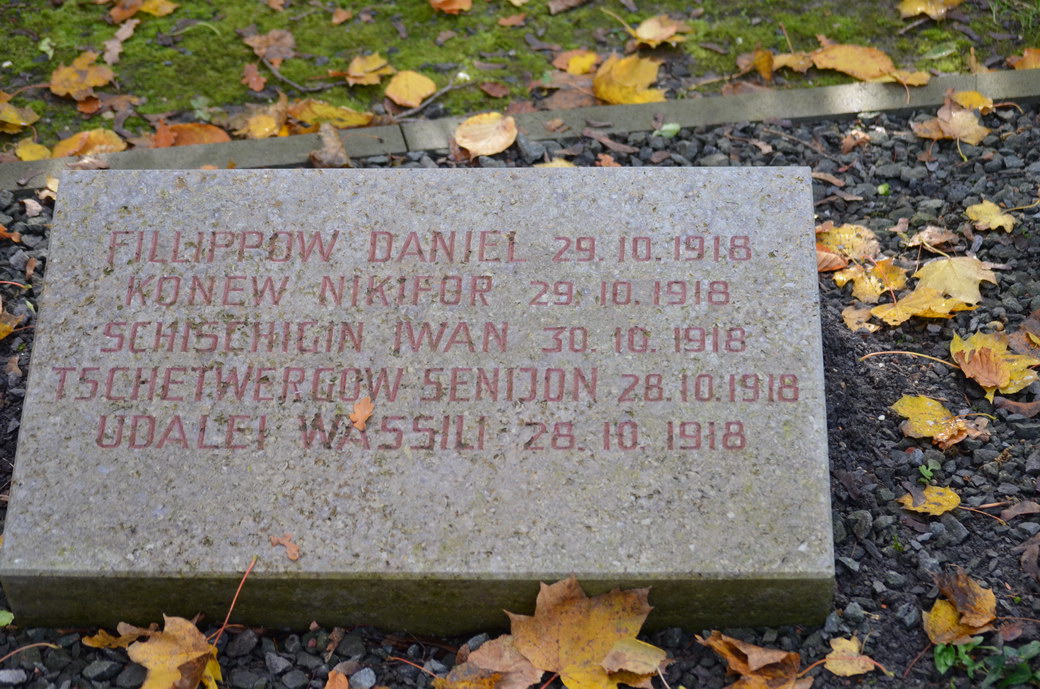 FILLIPPOW DANIEL 29.10.1918
KONEW NIKIFOR 29.10.1918
SCHISCHIGIN IWAN 30.10.1918
TSCHETWERGOW SENIJON 28.10.1918
UDALEI WASSILI 28.10.1918